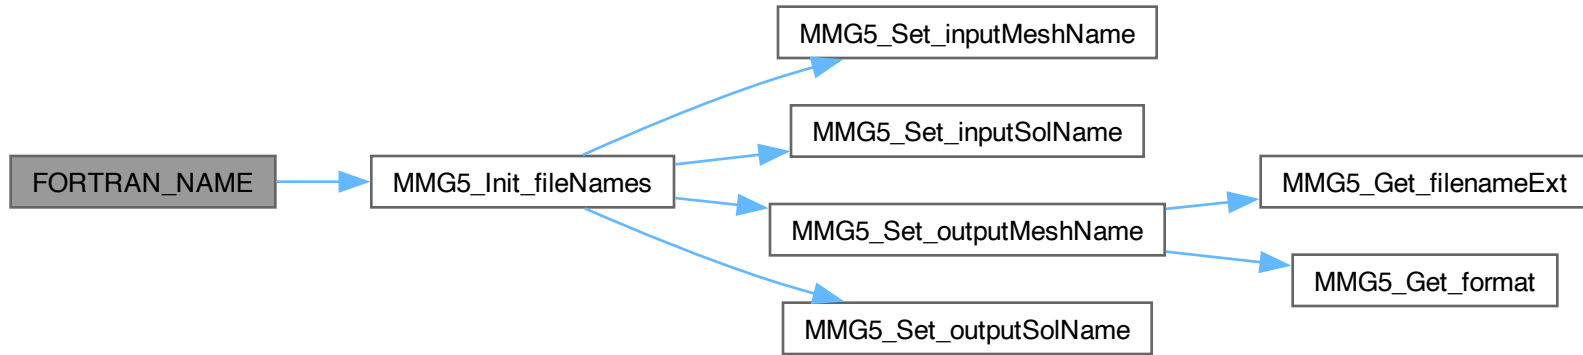 FORTRAN_NAME
MMG5_Init_fileNames
MMG5_Set_inputMeshName
MMG5_Set_inputSolName
MMG5_Set_outputMeshName
MMG5_Set_outputSolName
MMG5_Get_filenameExt
MMG5_Get_format